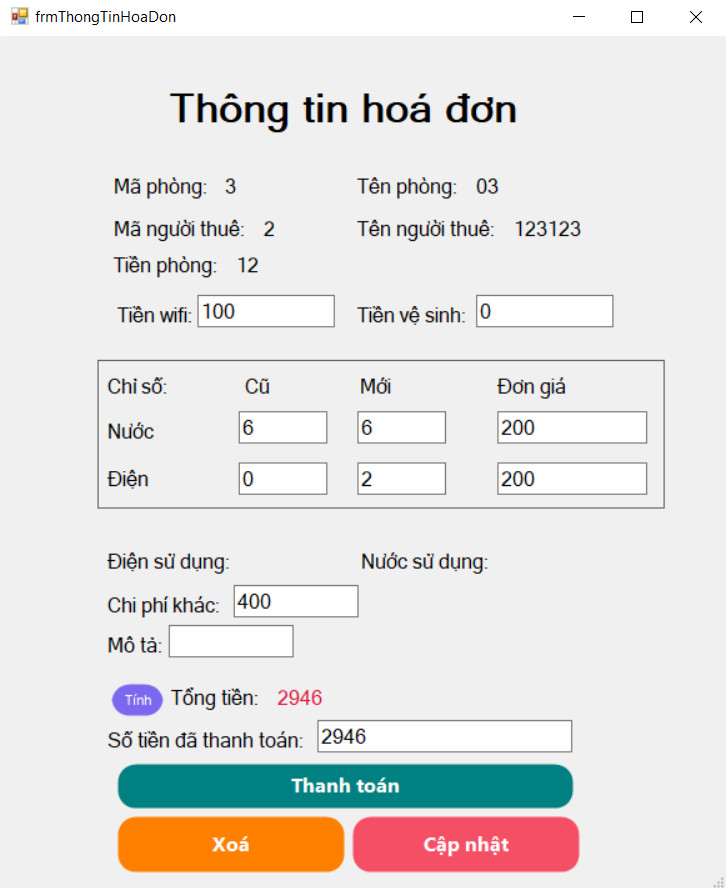 frmThongTinHoaDon
Thông tin hoá đơn
Mã phòng: 3 Tên phòng: 03
Mã người thuê: 2 Tên người thuê: 123123
Tiền phòng: 12
Tiền wifi: 100 Tiền vệ sinh: 0
Chỉ số: Cũ Mới Đơn giá
Nước 6 6 200
Điện 0 2 200
Điện sử dụng: Nước sử dụng:
Chi phí khác: 400
Mô tả:
Tính Tổng tiền: 2946
Số tiền đã thanh toán: 2946
Thanh toán
Xoá Cập nhật